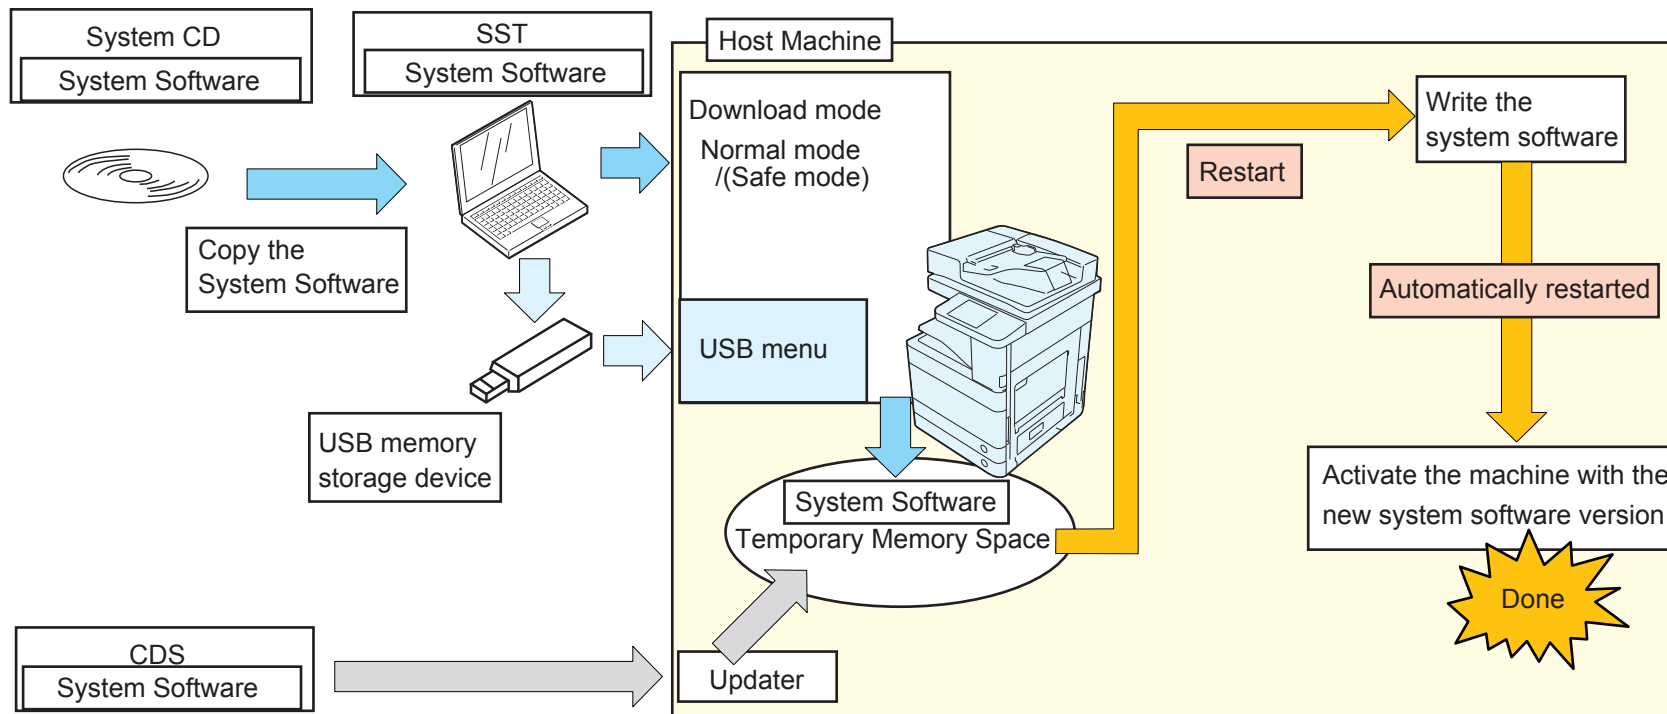 System CD
System Software
SST
System Software
Host Machine
Download mode
Normal mode
/(Safe mode)
Write the
system software
Restart
Copy the
System Software
Automatically restarted
USB menu
USB memory
storage device
System Software
Temporary Memory Space
Activate the machine with the
new system software version
Done
CDS
System Software
Updater